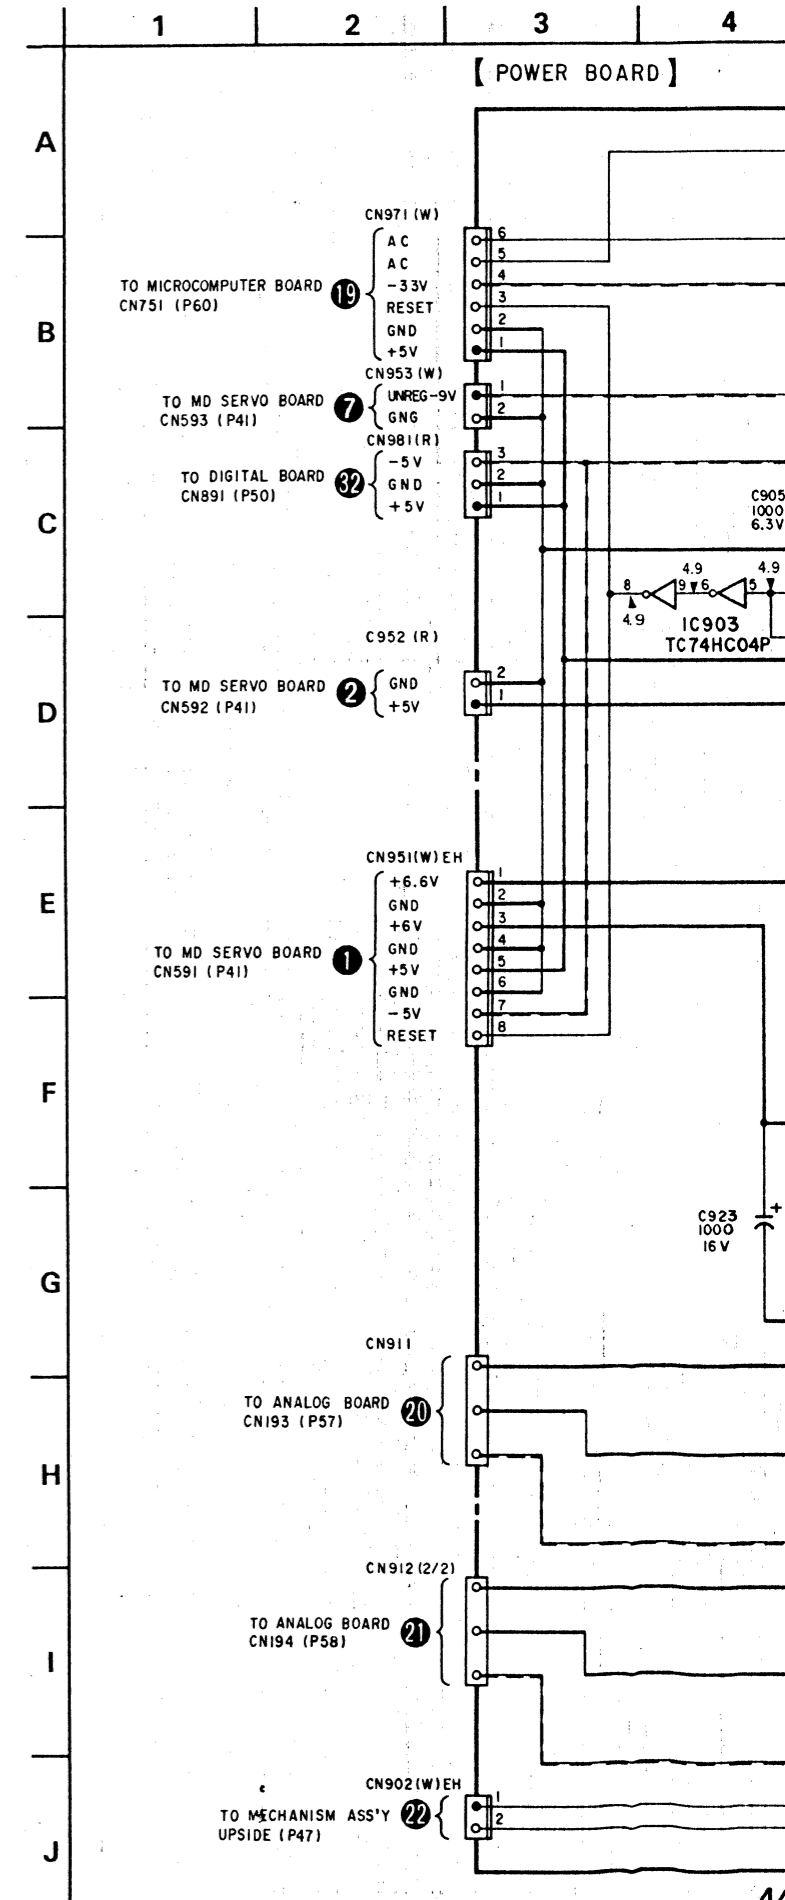 1 2 3 4
【 POWER BOARD 】
A
CN971 (W)
AC 6
AC 5
-33V 4
RESET 3
GND 2
+5V 1
TO MICROCOMPUTER BOARD 19
CN751 (P60)
B
CN953 (W)
UNREG-9V 1
GNG 2
TO MD SERVO BOARD 7
CN593 (P41)
CN981(R)
-5V 3
GND 2
+5V 1
TO DIGITAL BOARD 32
CN891 (P50)
C
C905
1000
6.3V
4.9 4.9
8 9 6 5
4.9
IC903
TC74HC04P
C952 (R)
GND 2
+5V 1
TO MD SERVO BOARD 2
CN592 (P41)
D
CN951(W)EH
+6.6V 1
GND 2
+6V 3
GND 4
+5V 5
GND 6
-5V 7
RESET 8
TO MD SERVO BOARD 1
CN591 (P41)
E
F
C923
1000
16V
+
G
CN911
TO ANALOG BOARD 20
CN193 (P57)
H
CN912 (2/2)
TO ANALOG BOARD 21
CN194 (P58)
I
CN902(W)EH
1
2
TO MECHANISM ASS'Y 22
UPSIDE (P47)
J